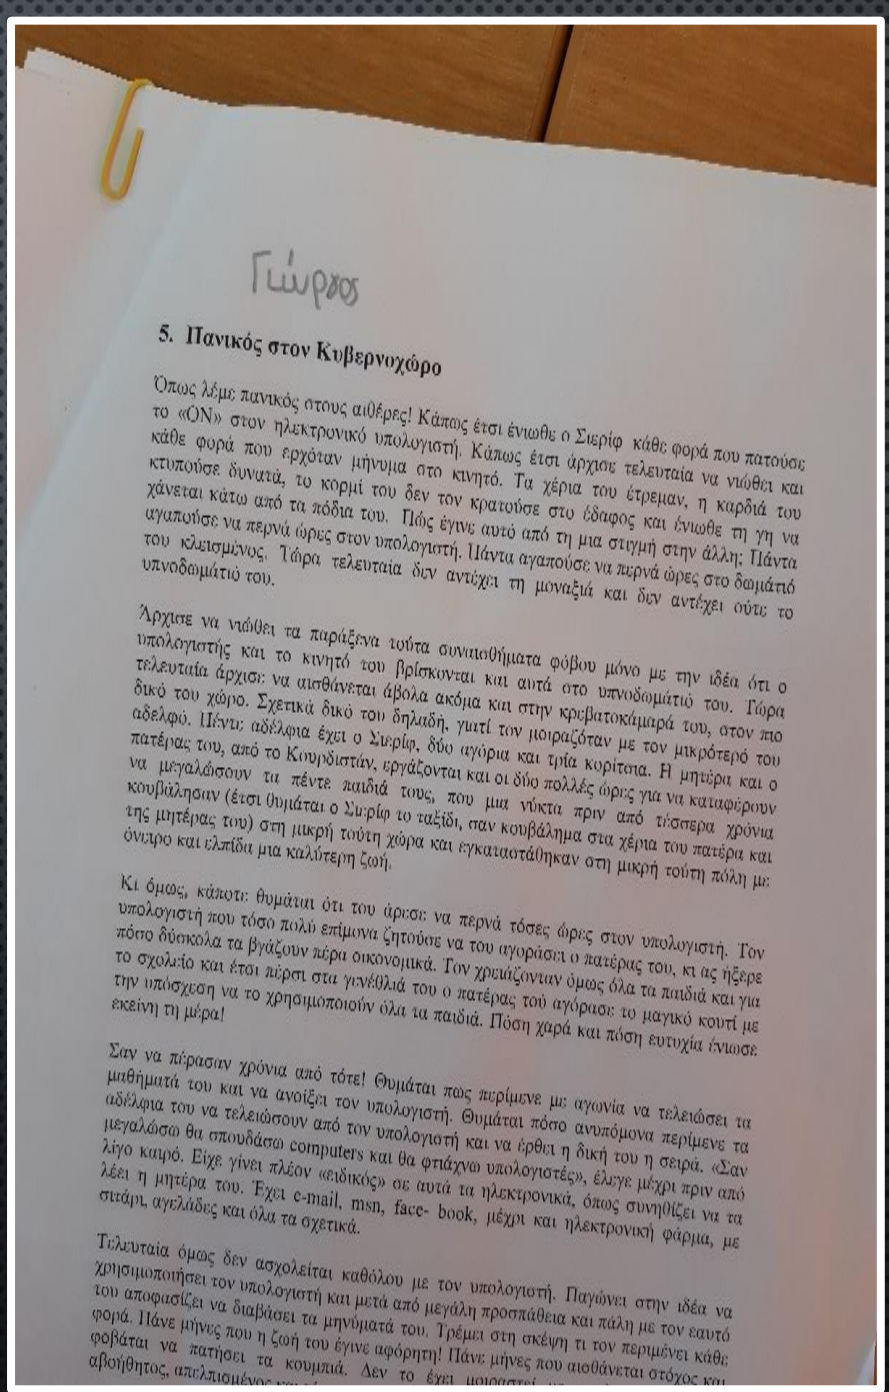 Γιώργος
5. Πανικός στον Κυβερνοχώρο
Όπως λέμε πανικός στους αιθέρες! Κάπως έτσι ένιωθε ο Σιερίφ κάθε φορά που πατούσε
το «ON» στον ηλεκτρονικό υπολογιστή. Κάπως έτσι άρχισε τελευταία να νιώθει και
κάθε φορά που ερχόταν μήνυμα στο κινητό. Τα χέρια του έτρεμαν, η καρδιά του
κτυπούσε δυνατά, το κορμί του δεν τον κρατούσε στο έδαφος και ένιωθε τη γη να
χάνεται κάτω από τα πόδια του. Πώς έγινε αυτό από τη μια στιγμή στην άλλη; Πάντα
αγαπούσε να περνά ώρες στον υπολογιστή. Πάντα αγαπούσε να περνά ώρες στο δωμάτιό
του κλεισμένος. Τώρα τελευταία δεν αντέχει τη μοναξιά και δεν αντέχει ούτε το
υπνοδωμάτιό του.
Άρχισε να νιώθει τα παράξενα τούτα συναισθήματα φόβου μόνο με την ιδέα ότι ο
υπολογιστής και το κινητό του βρίσκονται και αυτά στο υπνοδωμάτιό του. Τώρα
τελευταία άρχισε να αισθάνεται άβολα ακόμα και στην κρεβατοκάμαρά του, στον πιο
δικό του χώρο. Σχετικά δικό του δηλαδή, γιατί τον μοιραζόταν με τον μικρότερό του
αδελφό. Πέντε αδέλφια έχει ο Σιερίφ, δύο αγόρια και τρία κορίτσια. Η μητέρα και ο
πατέρας του, από το Κουρδιστάν, εργάζονται και οι δύο πολλές ώρες για να καταφέρουν
να μεγαλώσουν τα πέντε παιδιά τους, που μια νύκτα πριν από τέσσερα χρόνια
κουβάλησαν (έτσι θυμάται ο Σιερίφ το ταξίδι, σαν κουβάλημα στα χέρια του πατέρα και
της μητέρας του) στη μικρή τούτη χώρα και εγκαταστάθηκαν στη μικρή τούτη πόλη με
όνειρο και ελπίδα μια καλύτερη ζωή.
Κι όμως, κάποτε θυμάται ότι του άρεσε να περνά τόσες ώρες στον υπολογιστή. Τον
υπολογιστή που τόσο πολύ επίμονα ζητούσε να του αγοράσει ο πατέρας του, κι ας ήξερε
πόσο δύσκολα τα βγάζουν πέρα οικονομικά. Τον χρειάζονταν όμως όλα τα παιδιά και για
το σχολείο και έτσι πέρσι στα γενέθλιά του ο πατέρας τού αγόρασε το μαγικό κουτί με
την υπόσχεση να το χρησιμοποιούν όλα τα παιδιά. Πόση χαρά και πόση ευτυχία ένιωσε
εκείνη τη μέρα!
Σαν να πέρασαν χρόνια από τότε! Θυμάται πως περίμενε με αγωνία να τελειώσει τα
μαθήματά του και να ανοίξει τον υπολογιστή. Θυμάται πόσο ανυπόμονα περίμενε τα
αδέλφια του να τελειώσουν από τον υπολογιστή και να έρθει η δική του η σειρά. «Σαν
μεγαλώσω θα σπουδάσω computers και θα φτιάχνω υπολογιστές», έλεγε μέχρι πριν από
λίγο καιρό. Είχε γίνει πλέον «ειδικός» σε αυτά τα ηλεκτρονικά, όπως συνηθίζει να τα
λέει η μητέρα του. Έχει e-mail, msn, face- book, μέχρι και ηλεκτρονική φάρμα, με
σιτάρι, αγελάδες και όλα τα σχετικά.
Τελευταία όμως δεν ασχολείται καθόλου με τον υπολογιστή. Παγώνει στην ιδέα να
χρησιμοποιήσει τον υπολογιστή και μετά από μεγάλη προσπάθεια και πάλη με τον εαυτό
του αποφασίζει να διαβάσει τα μηνύματά του. Τρέμει στη σκέψη τι τον περιμένει κάθε
φορά. Πάνε μήνες που η ζωή του έγινε αφόρητη! Πάνε μήνες που αισθάνεται στόχος και
φοβάται να πατήσει τα κουμπιά. Δεν το έχει μοιραστεί
αβοήθητος, απελπισμένος